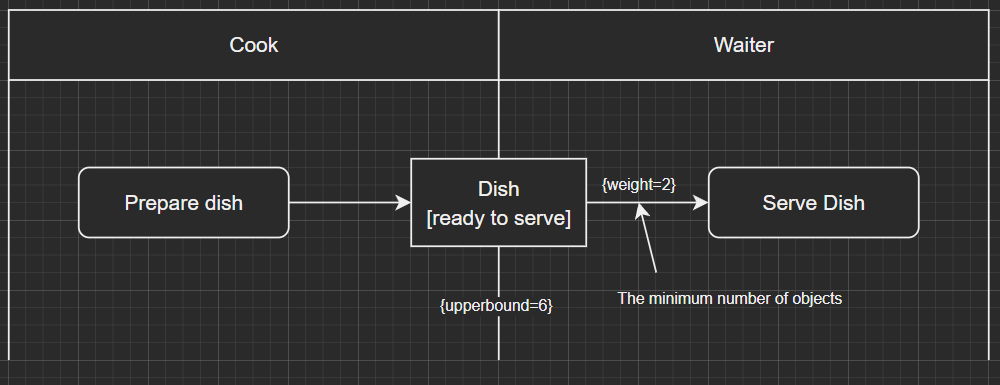 Cook
Waiter
Prepare dish
Dish
[ready to serve]
{weight=2}
Serve Dish
{upperbound=6}
The minimum number of objects